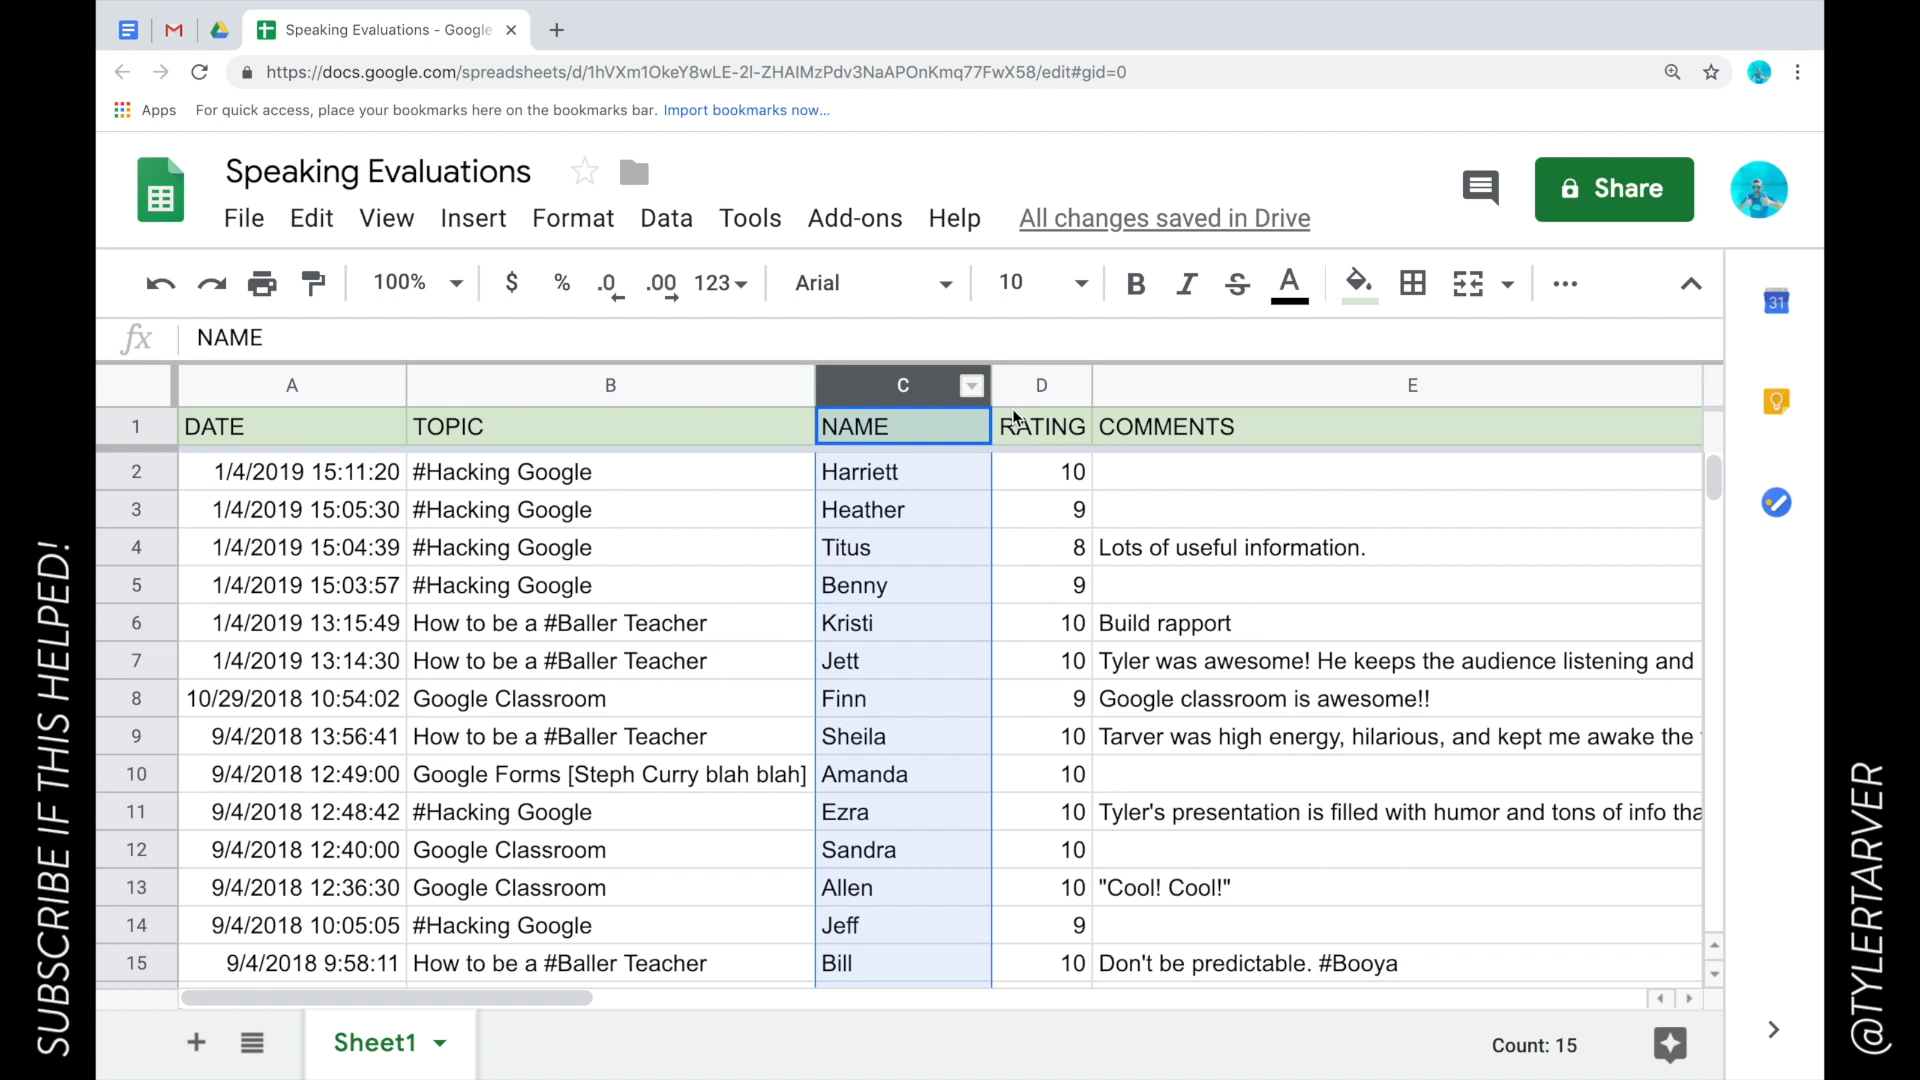 Speaking Evaluations - Google
https://docs.google.com/spreadsheets/d/1hVXm1OkeY8wLE-2I-ZHAIMzPdv3NaAPOnKmq77FwX58/edit#gid=0
Apps For quick access, place your bookmarks here on the bookmarks bar. Import bookmarks now...
Speaking Evaluations
Share
File Edit View Insert Format Data Tools Add-ons Help All changes saved in Drive
100% $ % .0 .00 123 Arial 10 B I S A
31
fx NAME
A B C D E
1 DATE TOPIC NAME RATING COMMENTS
2 1/4/2019 15:11:20 #Hacking Google Harriett 10
3 1/4/2019 15:05:30 #Hacking Google Heather 9
4 1/4/2019 15:04:39 #Hacking Google Titus 8 Lots of useful information.
5 1/4/2019 15:03:57 #Hacking Google Benny 9
6 1/4/2019 13:15:49 How to be a #Baller Teacher Kristi 10 Build rapport
7 1/4/2019 13:14:30 How to be a #Baller Teacher Jett 10 Tyler was awesome! He keeps the audience listening and
8 10/29/2018 10:54:02 Google Classroom Finn 9 Google classroom is awesome!!
9 9/4/2018 13:56:41 How to be a #Baller Teacher Sheila 10 Tarver was high energy, hilarious, and kept me awake the
10 9/4/2018 12:49:00 Google Forms [Steph Curry blah blah] Amanda 10
11 9/4/2018 12:48:42 #Hacking Google Ezra 10 Tyler's presentation is filled with humor and tons of info tha
12 9/4/2018 12:40:00 Google Classroom Sandra 10
13 9/4/2018 12:36:30 Google Classroom Allen 10 "Cool! Cool!"
14 9/4/2018 10:05:05 #Hacking Google Jeff 9
15 9/4/2018 9:58:11 How to be a #Baller Teacher Bill 10 Don't be predictable. #Booya
Sheet1
Count: 15
SUBSCRIBE IF THIS HELPED!
@TYLERTARVER